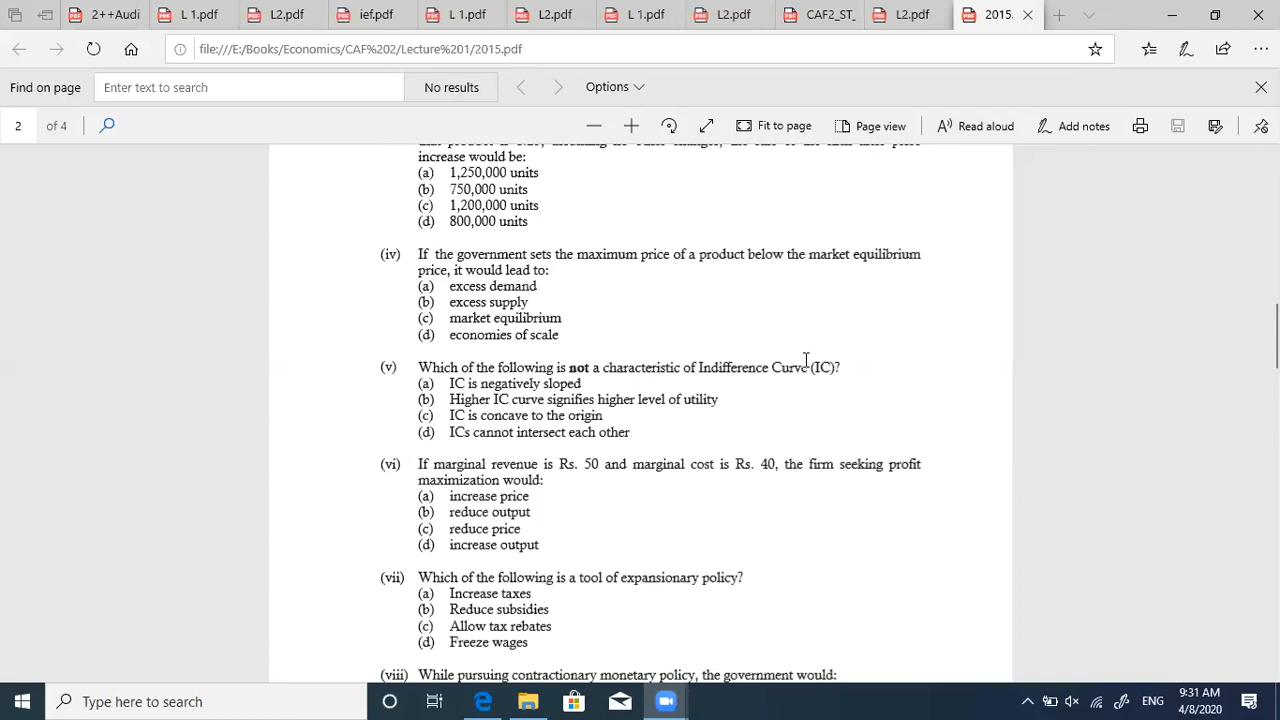 2++Audi
L 1.pdf
L2.pdf
ief.pdf
L 1.pdf
L2.pdf
L 1.pdf
L2.pdf
CAF2_ST_
L2.pdf
2015.
file:///E:/Books/Economics/CAF%202/Lecture%201/2015.pdf
Find on page
Enter text to search
No results
Options
2 of 4
Fit to page
Page view
Read aloud
Add notes
increase would be:
(a) 1,250,000 units
(b) 750,000 units
(c) 1,200,000 units
(d) 800,000 units
(iv) If the government sets the maximum price of a product below the market equilibrium
price, it would lead to:
(a) excess demand
(b) excess supply
(c) market equilibrium
(d) economies of scale
(v) Which of the following is not a characteristic of Indifference Curve (IC)?
(a) IC is negatively sloped
(b) Higher IC curve signifies higher level of utility
(c) IC is concave to the origin
(d) ICs cannot intersect each other
(vi) If marginal revenue is Rs. 50 and marginal cost is Rs. 40, the firm seeking profit
maximization would:
(a) increase price
(b) reduce output
(c) reduce price
(d) increase output
(vii) Which of the following is a tool of expansionary policy?
(a) Increase taxes
(b) Reduce subsidies
(c) Allow tax rebates
(d) Freeze wages
(viii) While pursuing contractionary monetary policy, the government would:
Type here to search
ENG
9:31 AM
4/8/2020